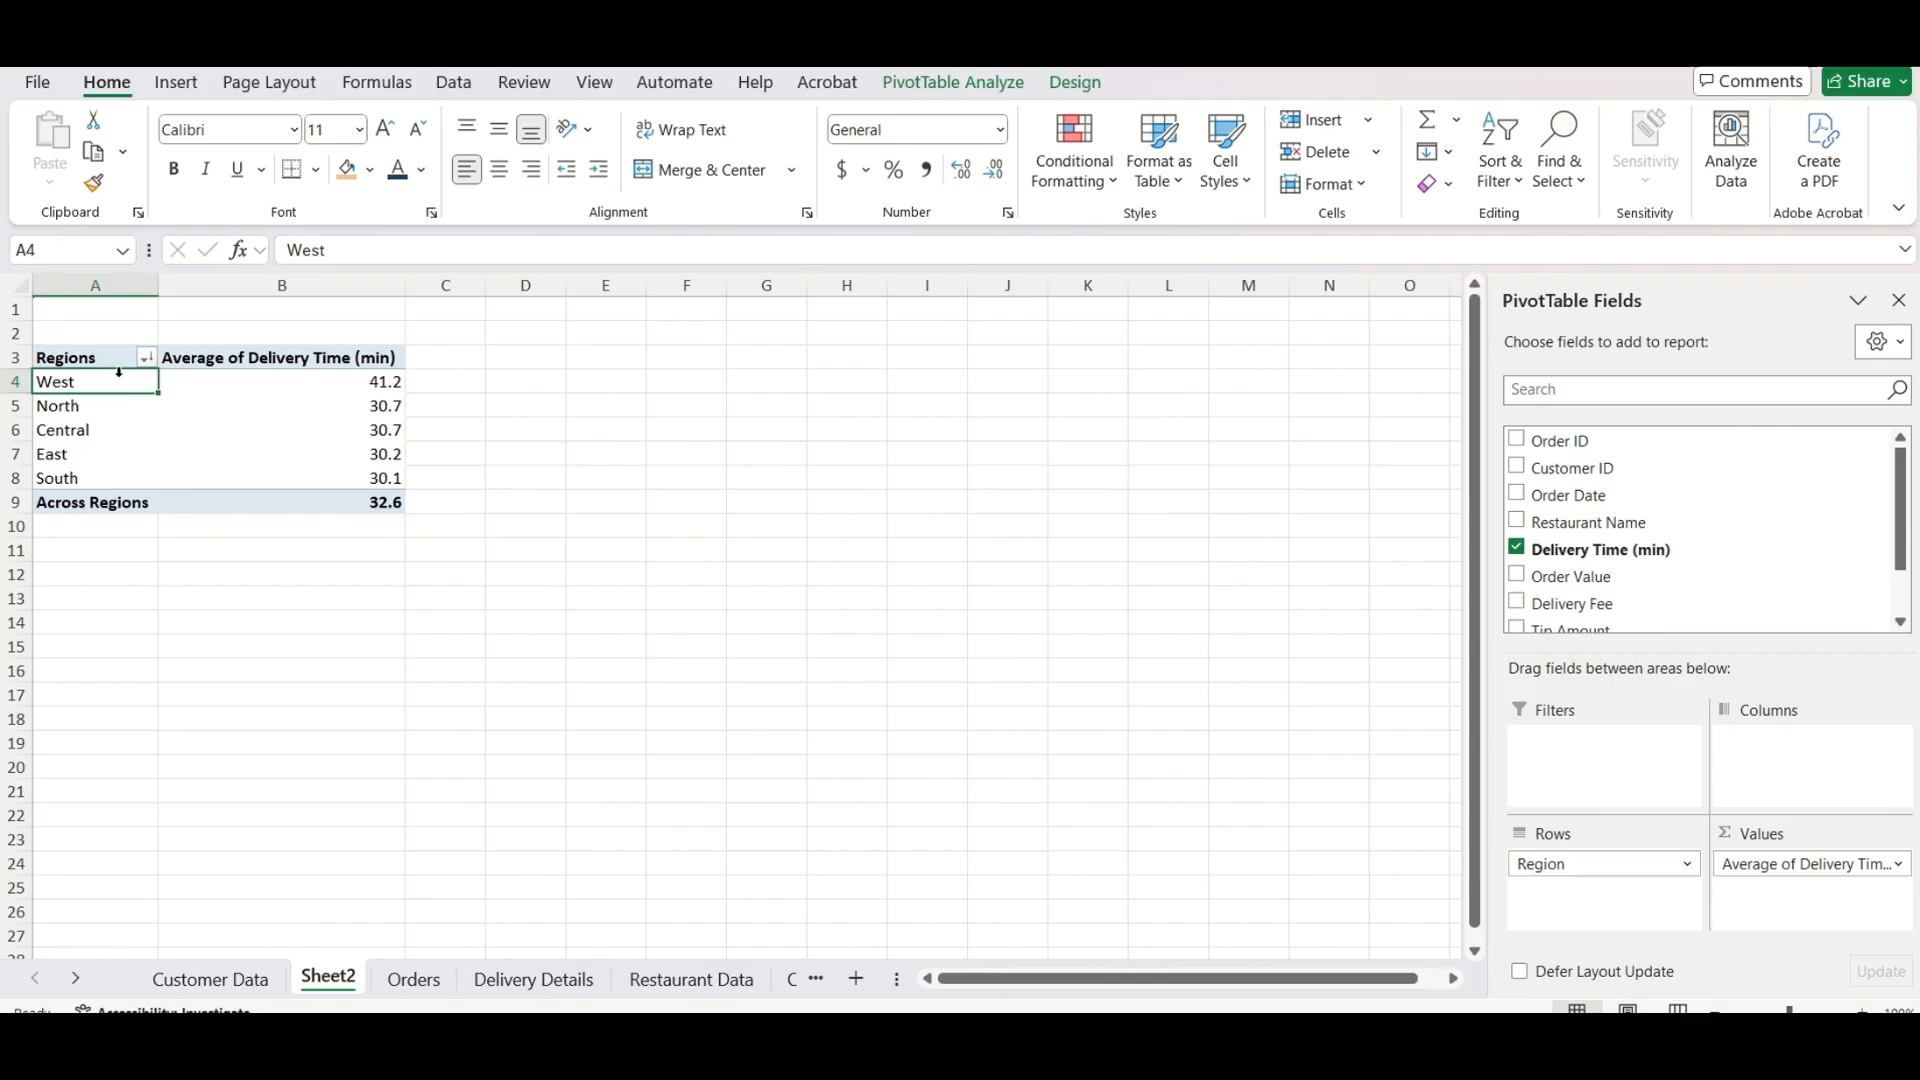 File Home Insert Page Layout Formulas Data Review View Automate Help Acrobat PivotTable Analyze Design Comments Share
Paste
Clipboard
Calibri 11
B I U
Font
Wrap Text
Merge & Center
Alignment
General
$ %
Number
Conditional Formatting
Format as Table
Cell Styles
Styles
Insert
Delete
Format
Cells
Sort & Filter
Find & Select
Editing
Sensitivity
Sensitivity
Analyze Data
Create a PDF
Adobe Acrobat
A4 fx West
A B C D E F G H I J K L M N O
1
2
3 Regions Average of Delivery Time (min)
4 West 41.2
5 North 30.7
6 Central 30.7
7 East 30.2
8 South 30.1
9 Across Regions 32.6
10
11
12
13
14
15
16
17
18
19
20
21
22
23
24
25
26
27
28
PivotTable Fields
Choose fields to add to report:
Search
Order ID
Customer ID
Order Date
Restaurant Name
Delivery Time (min)
Order Value
Delivery Fee
Tip Amount
Drag fields between areas below:
Filters
Columns
Rows
Region
Values
Average of Delivery Tim...
Defer Layout Update Update
Customer Data Sheet2 Orders Delivery Details Restaurant Data C ...
Ready Accessibility: Investigate 100%